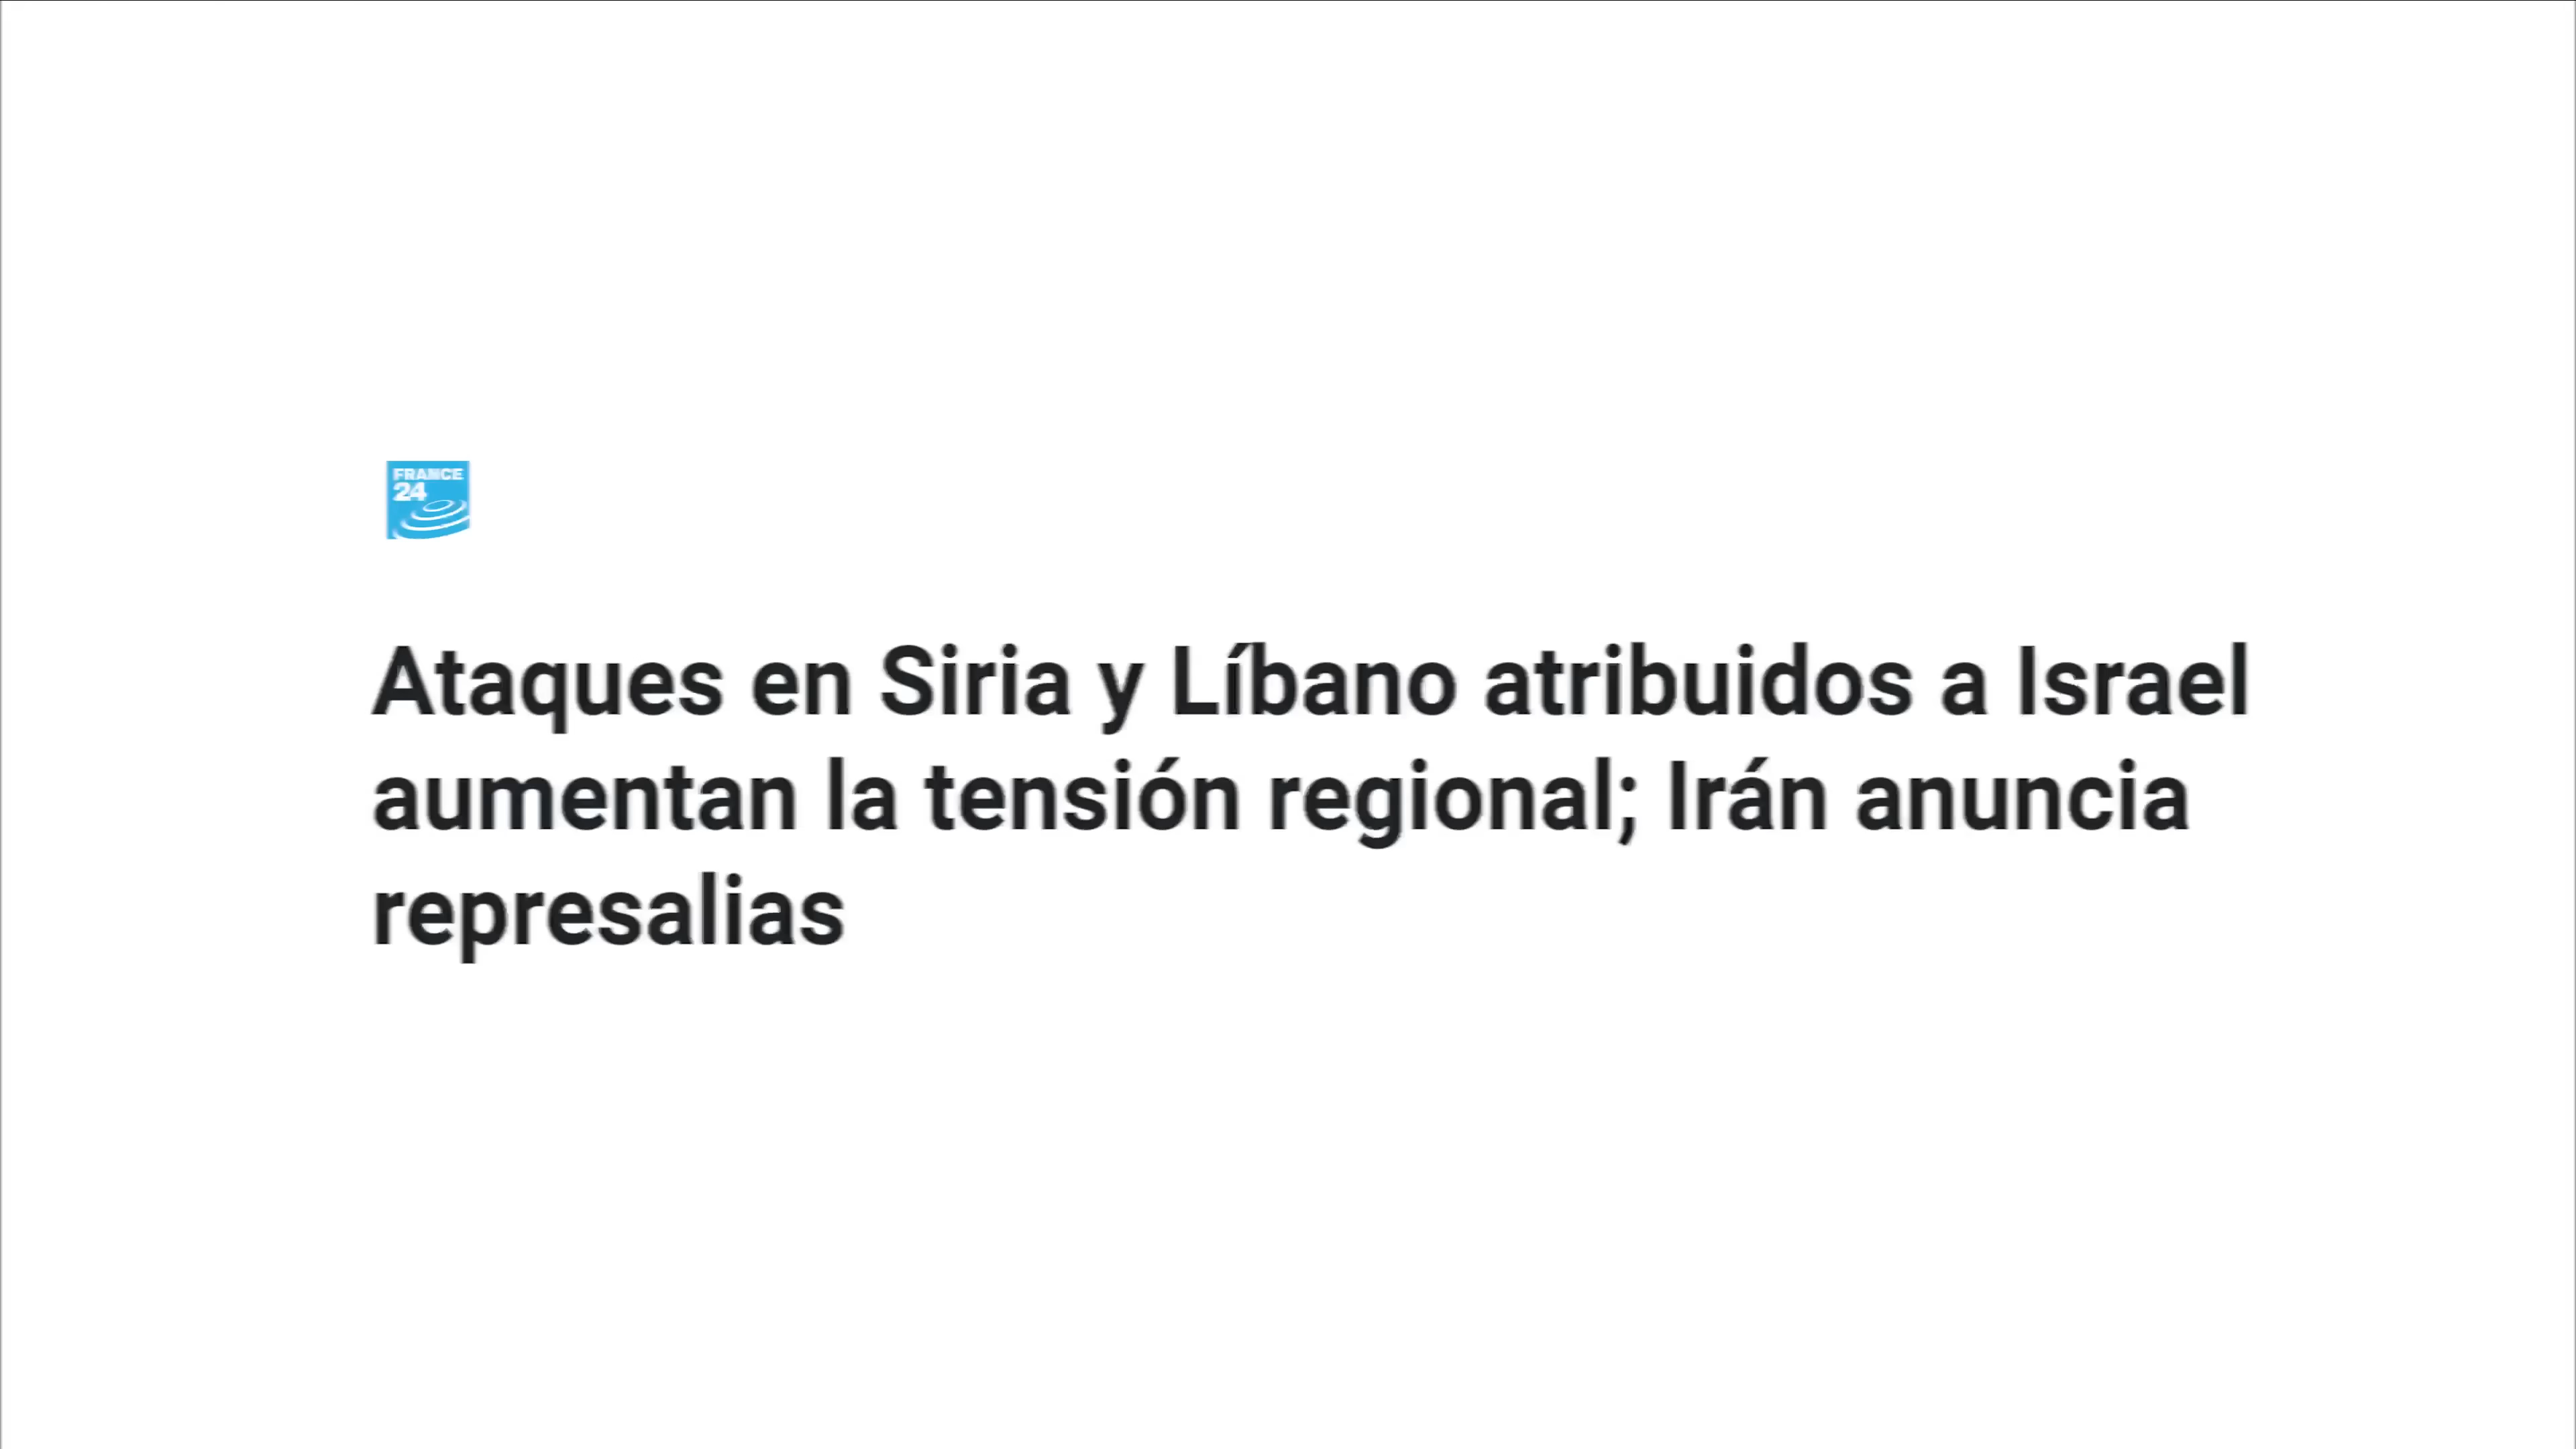 FRANCE
24
Ataques en Siria y Líbano atribuidos a Israel
aumentan la tensión regional; Irán anuncia
represalias